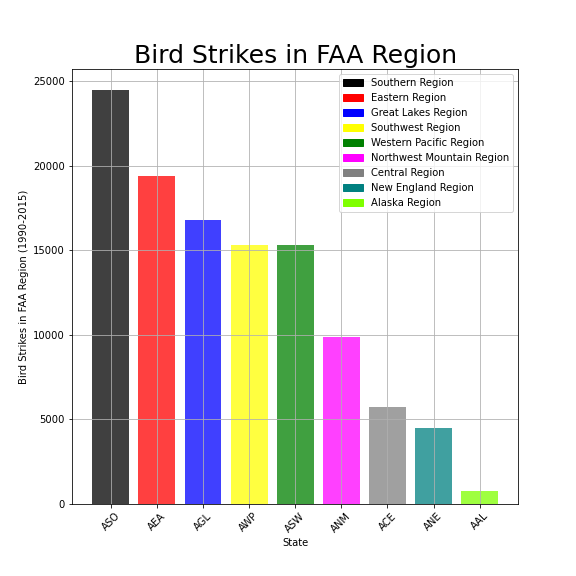 Bird Strikes in FAA Region
Southern Region
Eastern Region
Great Lakes Region
Southwest Region
Western Pacific Region
Northwest Mountain Region
Central Region
New England Region
Alaska Region
Bird Strikes in FAA Region (1990-2015)
25000
20000
15000
10000
5000
0
ASO AEA AGL AWP ASW ANM ACE ANE AAL
State